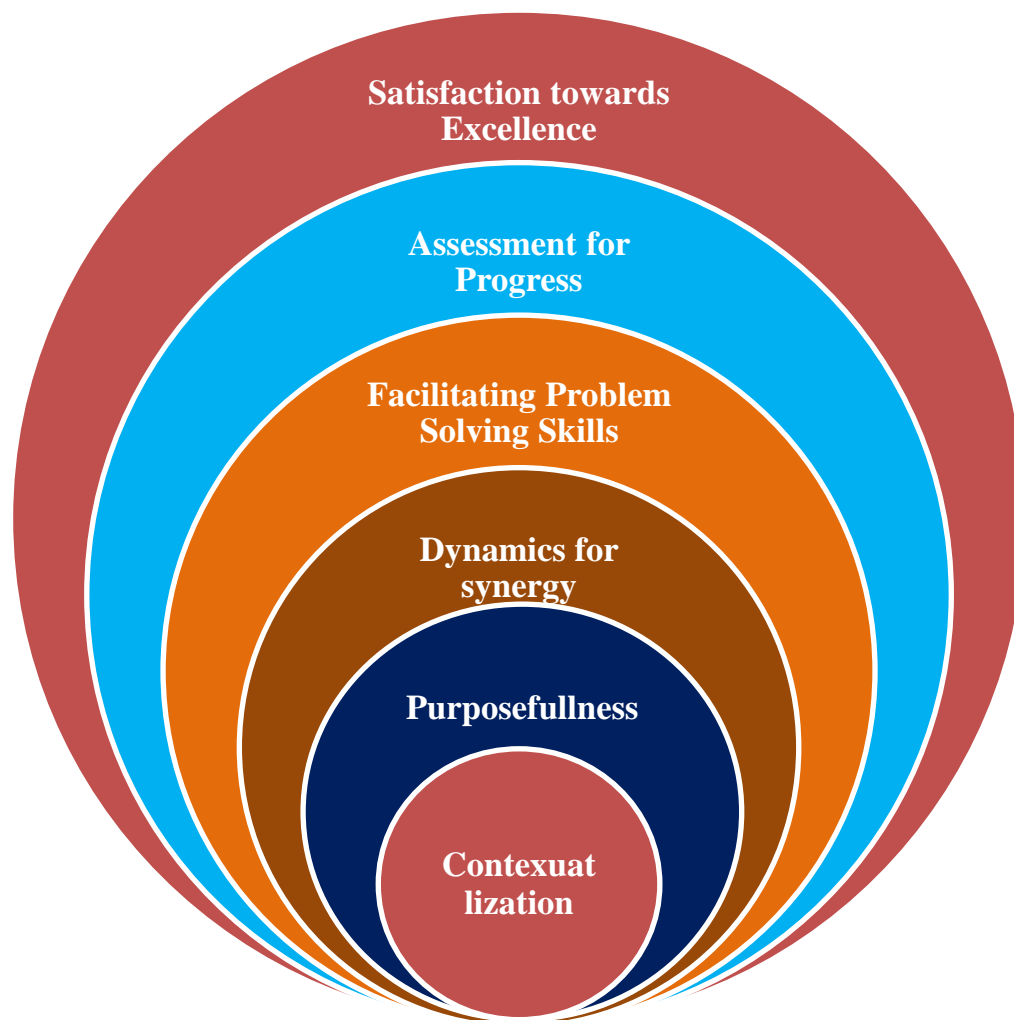 Satisfaction towards
Excellence
Assessment for
Progress
Facilitating Problem
Solving Skills
Dynamics for
synergy
Purposefullness
Contexuat
lization